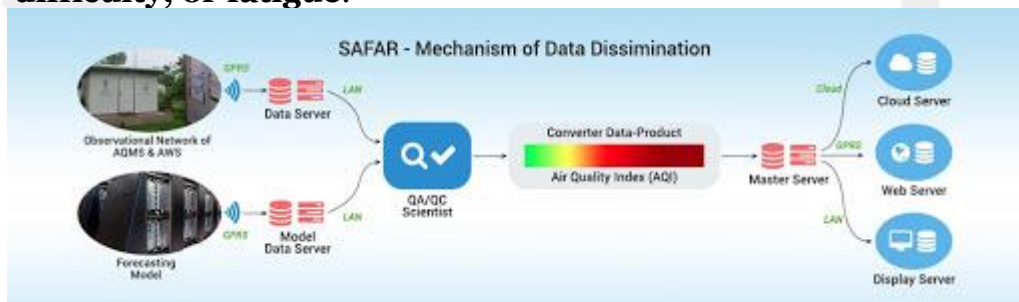 difficulty, or fatigue.
SAFAR - Mechanism of Data Dissimination
GPRS
LAN
Data Server
Observational Network of
AQMS & AWS
GPRS
LAN
Model
Data Server
Forecasting
Model
QA/QC
Scientist
Converter Data-Product
Air Quality Index (AQI)
Master Server
Cloud
Cloud Server
GPRS
Web Server
LAN
Display Server